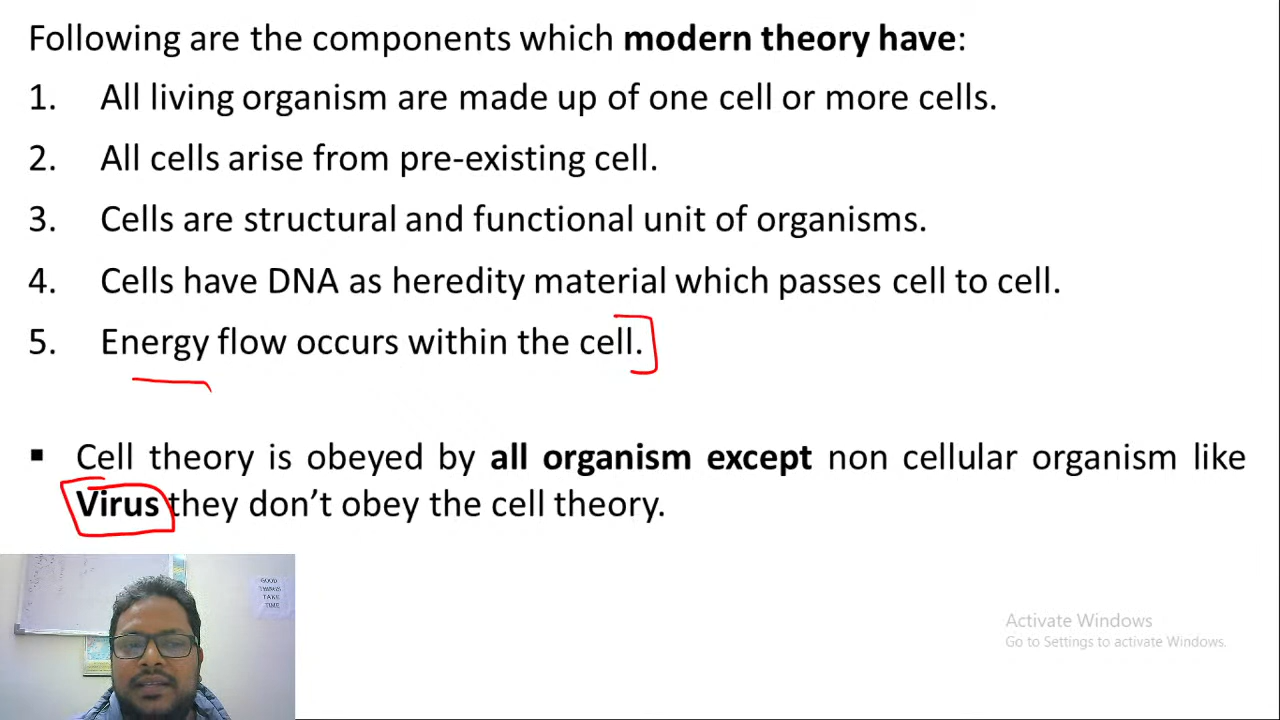 Following are the components which modern theory have:
1. All living organism are made up of one cell or more cells.
2. All cells arise from pre-existing cell.
3. Cells are structural and functional unit of organisms.
4. Cells have DNA as heredity material which passes cell to cell.
5. Energy flow occurs within the cell.
▪ Cell theory is obeyed by all organism except non cellular organism like
Virus they don’t obey the cell theory.
GOOD
THINGS
TAKE
TIME
Activate Windows
Go to Settings to activate Windows.